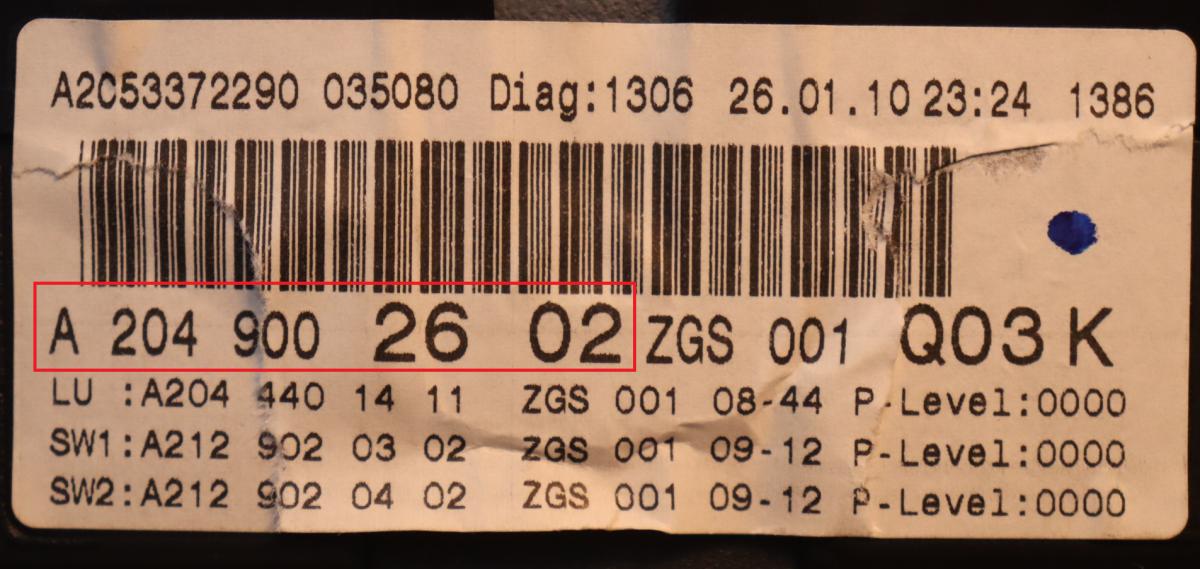 A2C53372290 035080 Diag:1306 26.01.10 23:24 1386
A 204 900 26 02 ZGS 001 Q03 K
LU :A204 440 14 11 ZGS 001 08-44 P-Level:0000
SW1:A212 902 03 02 ZGS 001 09-12 P-Level:0000
SW2:A212 902 04 02 ZGS 001 09-12 P-Level:0000